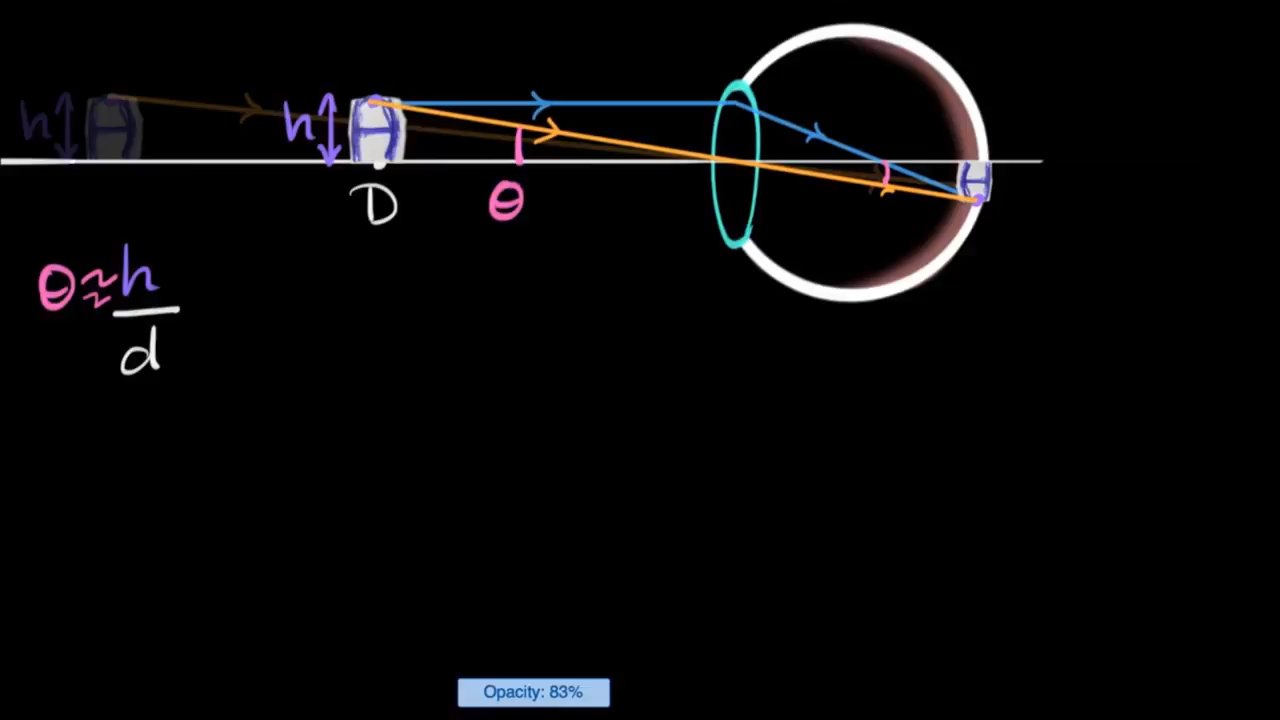 h H h H H
D θ
θ ≈ h
d
Opacity: 83%